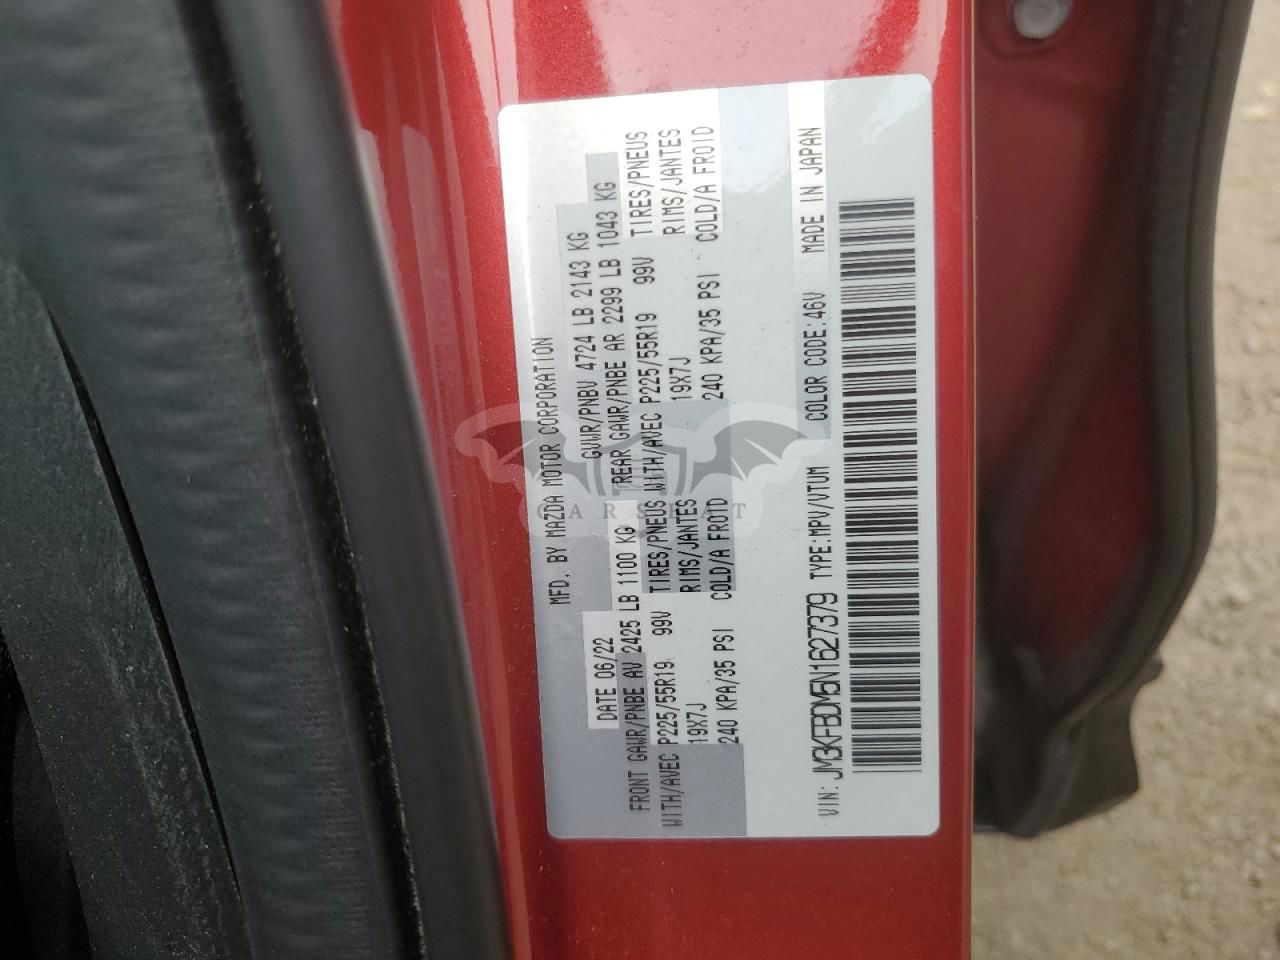 MFD. BY MAZDA MOTOR CORPORATION
DATE 06/22 GVWR/PNBV 4724 LB 2143 KG
FRONT GAWR/PNBE AV 2425 LB 1100 KG REAR GAWR/PNBE AR 2299 LB 1043 KG
WITH/AVEC P225/55R19 99V TIRES/PNEUS WITH/AVEC P225/55R19 99V TIRES/PNEUS
19X7J RIMS/JANTES 19X7J RIMS/JANTES
240 KPA/35 PSI COLD/A FROID 240 KPA/35 PSI COLD/A FROID
COLOR CODE:46V MADE IN JAPAN
VIN: JM3KFBDM5N1627379 TYPE:MPV/VTUM
CARSHAT